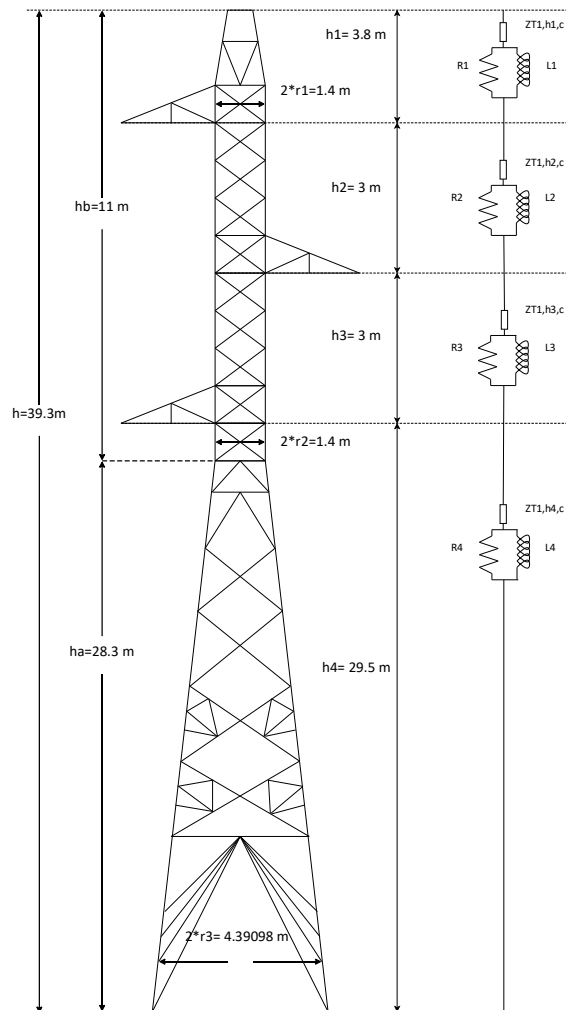 h1= 3.8 m
ZT1,h1,c
R1
L1
2*r1=1.4 m
ZT1,h2,c
h2= 3 m
R2
L2
hb=11 m
ZT1,h3,c
h3= 3 m
R3
L3
h=39.3m
2*r2=1.4 m
ZT1,h4,c
R4
L4
ha=28.3 m
h4= 29.5 m
2*r3= 4.39098 m